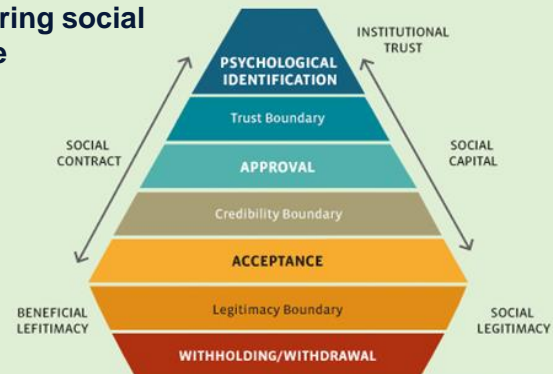 ring social
e
INSTITUTIONAL
TRUST
PSYCHOLOGICAL
IDENTIFICATION
Trust Boundary
SOCIAL
CONTRACT
APPROVAL
SOCIAL
CAPITAL
Credibility Boundary
ACCEPTANCE
BENEFICIAL
LEFITIMACY
Legitimacy Boundary
SOCIAL
LEGITIMACY
WITHHOLDING/WITHDRAWAL